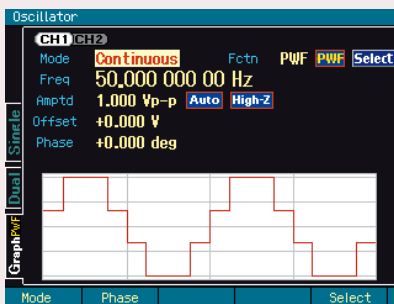 Oscillator
CH1 CH2
Mode Continuous Fctn PWF PWF Select
Freq 50,000 000 00 Hz
Amptd 1.000 Vp-p Auto High-Z
Offset +0.000 V
Phase +0.000 deg
Single
Dual
Graph PWF
Mode Phase Select